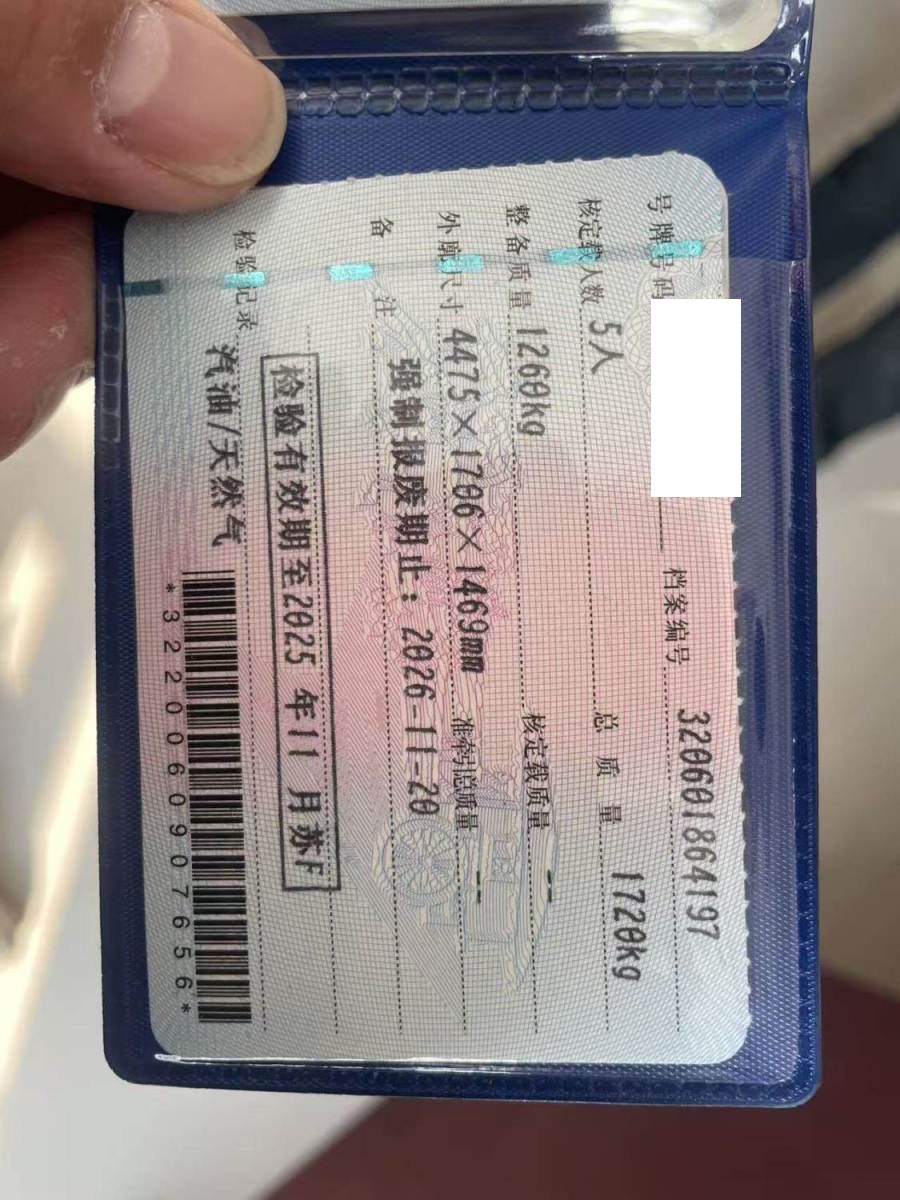 号牌号码 档案编号 320601864197
核定载人数 5人 总质量 1720kg
整备质量 1260kg 核定载质量 --
外廓尺寸 4475×1706×1469mm 准牵引总质量 --
备注 强制报废期止：2026-11-20
检验有效期至2025年11月苏F
检验记录
汽油/天然气
*3220060907656*